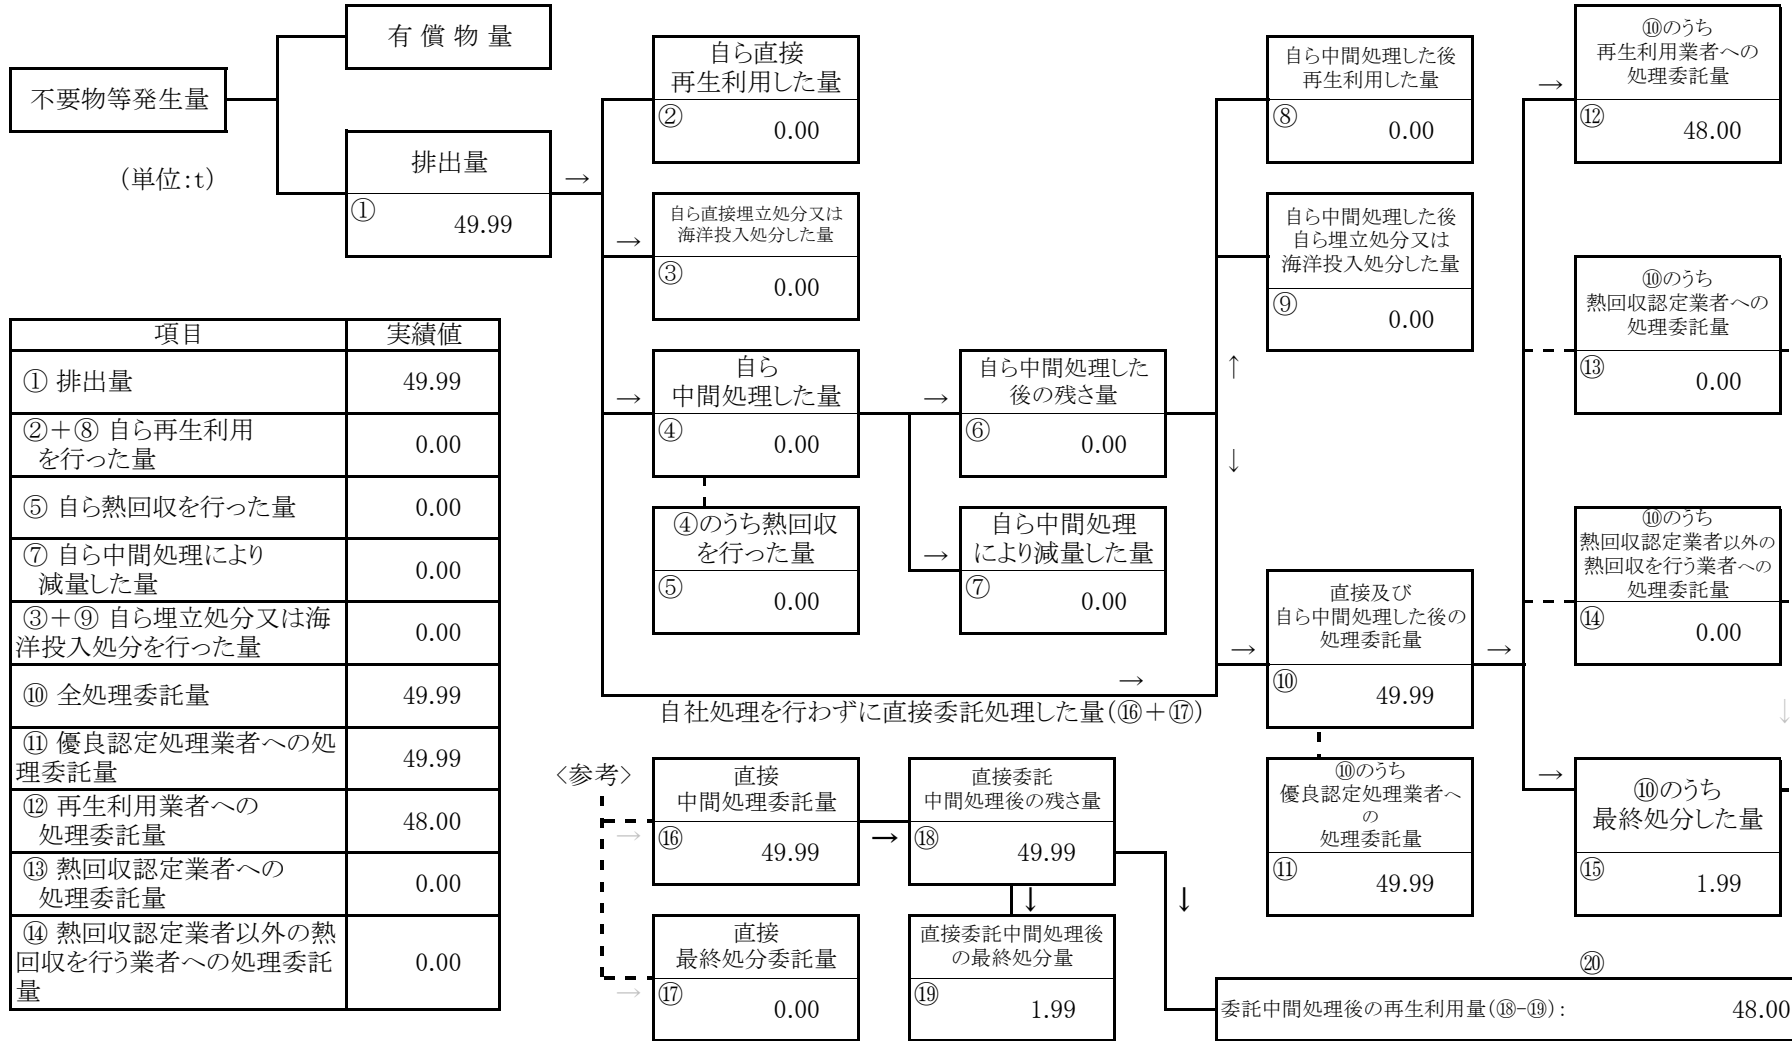 有 償 物 量
不要物等発生量
(単位:t)
排出量
①
49.99
→
自ら直接
再生利用した量
②
0.00
→
自ら直接埋立処分又は
海洋投入処分した量
③
0.00
→
自ら
中間処理した量
④
0.00
④のうち熱回収
を行った量
⑤
0.00
→
自ら中間処理した
後の残さ量
⑥
0.00
→
自ら中間処理
により減量した量
⑦
0.00
→
自社処理を行わずに直接委託処理した量(⑯+⑰)
自ら中間処理した後
再生利用した量
⑧
0.00
自ら中間処理した後
自ら埋立処分又は
海洋投入処分した量
⑨
0.00
↑
↓
→
直接及び
自ら中間処理した後の
処理委託量
⑩
49.99
→
⑩のうち
優良認定処理業者へ
の
処理委託量
⑪
49.99
→
⑩のうち
再生利用業者への
処理委託量
⑫
48.00
⑩のうち
熱回収認定業者への
処理委託量
⑬
0.00
⑩のうち
熱回収認定業者以外の
熱回収を行う業者への
処理委託量
⑭
0.00
↓
→
⑩のうち
最終処分した量
⑮
1.99
項目 実績値
① 排出量 49.99
②+⑧ 自ら再生利用
を行った量 0.00
⑤ 自ら熱回収を行った量 0.00
⑦ 自ら中間処理により
減量した量 0.00
③+⑨ 自ら埋立処分又は海
洋投入処分を行った量 0.00
⑩ 全処理委託量 49.99
⑪ 優良認定処理業者への処
理委託量 49.99
⑫ 再生利用業者への
処理委託量 48.00
⑬ 熱回収認定業者への
処理委託量 0.00
⑭ 熱回収認定業者以外の熱
回収を行う業者への処理委託
量 0.00
〈参考〉
→
直接
中間処理委託量
⑯
49.99
→
直接委託
中間処理後の残さ量
⑱
49.99
↓
↓
→
直接
最終処分委託量
⑰
0.00
直接委託中間処理後
の最終処分量
⑲
1.99
⑳
委託中間処理後の再生利用量(⑱-⑲): 48.00